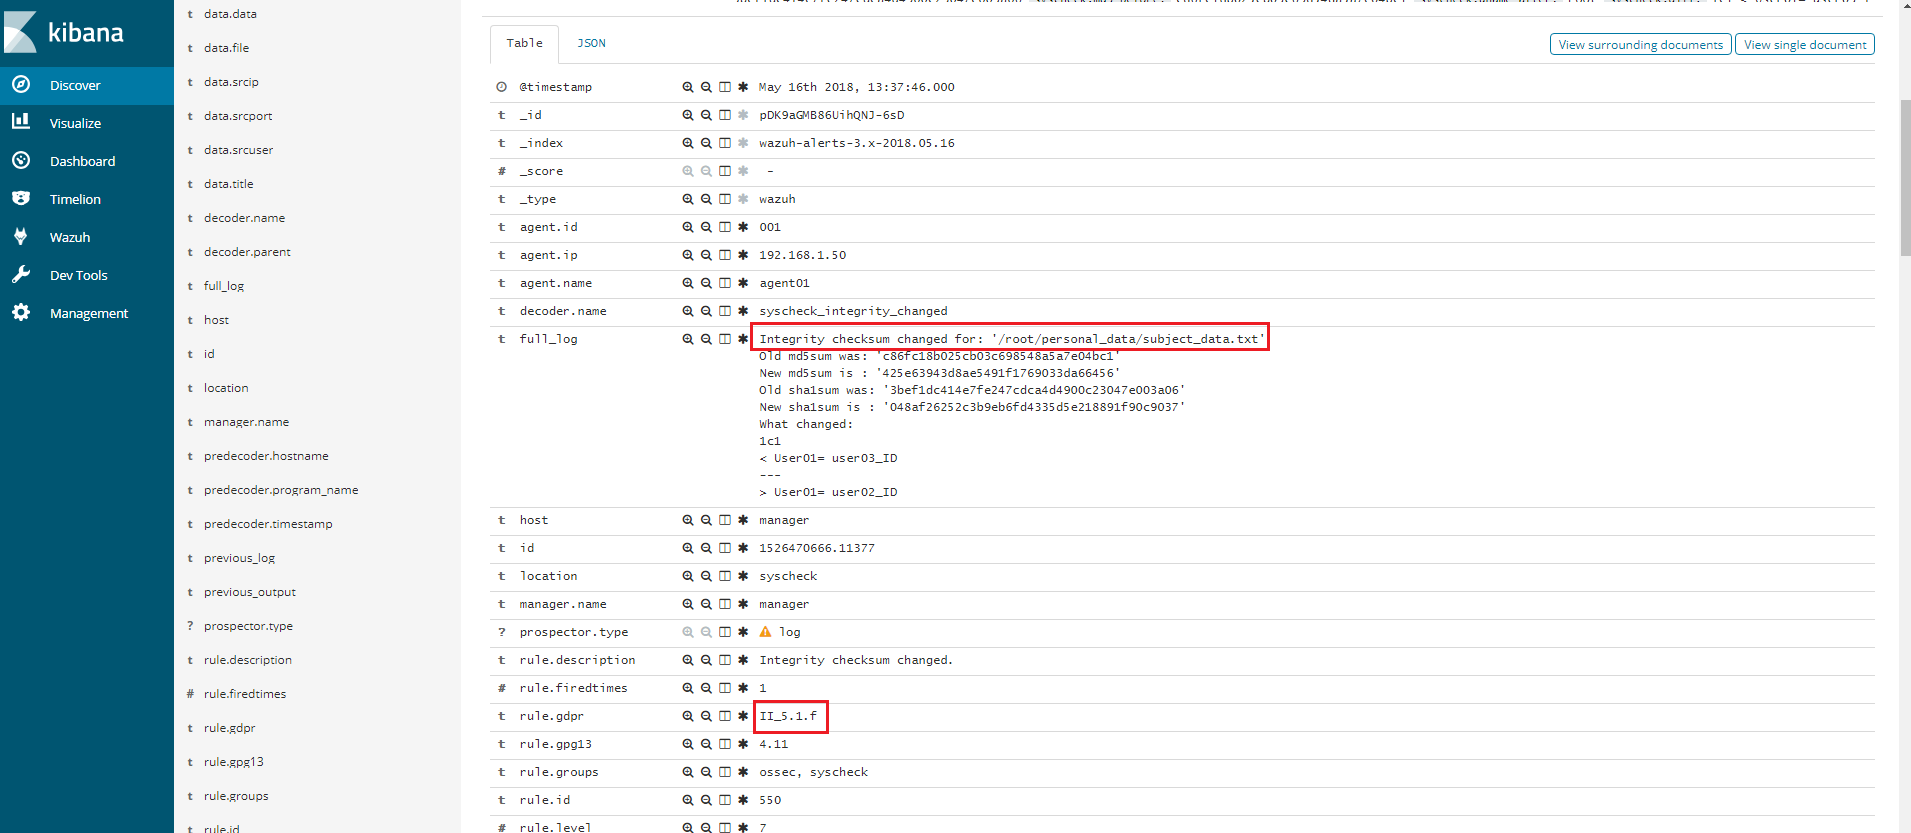 kibana
Discover
Visualize
Dashboard
Timelion
Wazuh
Dev Tools
Management
t data.data
t data.file
t data.srcip
t data.srcport
t data.srcuser
t data.title
t decoder.name
t decoder.parent
t full_log
t host
t id
t location
t manager.name
t predecoder.hostname
t predecoder.program_name
t predecoder.timestamp
t previous_log
t previous_output
? prospector.type
t rule.description
# rule.firedtimes
t rule.gdpr
t rule.gpg13
t rule.groups
t rule.id
Table JSON
View surrounding documents View single document
@timestamp May 16th 2018, 13:37:46.000
t _id pDK9aGMB86UihQNJ-6sD
t _index wazuh-alerts-3.x-2018.05.16
# _score -
t _type wazuh
t agent.id 001
t agent.ip 192.168.1.50
t agent.name agent01
t decoder.name syscheck_integrity_changed
t full_log Integrity checksum changed for: '/root/personal_data/subject_data.txt'
Old md5sum was: 'c86fc18b025cb03c698548a5a7e04bc1'
New md5sum is : '425e63943d8ae5491f1769033da66456'
Old sha1sum was: '3bef1dc414e7fe247cdca4d4900c23047e003a06'
New sha1sum is : '048af26252c3b9eb6fd4335d5e218891f90c9037'
What changed:
1c1
< User01= user03_ID
---
> User01= user02_ID
t host manager
t id 1526470666.11377
t location syscheck
t manager.name manager
? prospector.type log
t rule.description Integrity checksum changed.
# rule.firedtimes 1
t rule.gdpr II_5.1.f
t rule.gpg13 4.11
t rule.groups ossec, syscheck
t rule.id 550
# rule.level 7